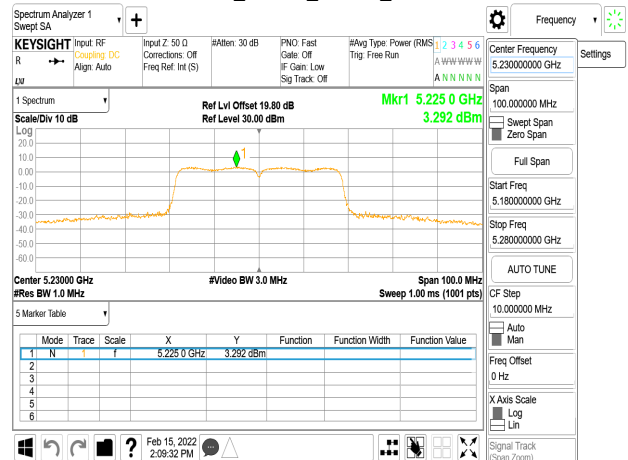 Spectrum Analyzer 1
Swept SA
Frequency
KEYSIGHT
R
Input: RF
Coupling: DC
Align: Auto
Input Z: 50 Ω
Corrections: Off
Freq Ref: Int (S)
#Atten: 30 dB
PNO: Fast
Gate: Off
IF Gain: Low
Sig Track: Off
#Avg Type: Power (RMS
Trig: Free Run
1 2 3 4 5 6
A W W W W W
A N N N N N
Center Frequency
5.230000000 GHz
Settings
Span
100.000000 MHz
Swept Span
Zero Span
Full Span
Start Freq
5.180000000 GHz
Stop Freq
5.280000000 GHz
AUTO TUNE
CF Step
10.000000 MHz
Auto
Man
Freq Offset
0 Hz
X Axis Scale
Log
Lin
Signal Track
(Span Zoom)
1 Spectrum
Scale/Div 10 dB
Ref Lvl Offset 19.80 dB
Ref Level 30.00 dBm
Mkr1 5.225 0 GHz
3.292 dBm
Log
20.0
10.0
0.00
-10.0
-20.0
-30.0
-40.0
-50.0
-60.0
1
Center 5.23000 GHz
#Res BW 1.0 MHz
#Video BW 3.0 MHz
Span 100.0 MHz
Sweep 1.00 ms (1001 pts)
5 Marker Table
Mode Trace Scale X Y Function Function Width Function Value
1 N 1 f 5.225 0 GHz 3.292 dBm
2
3
4
5
6
?
Feb 15, 2022
2:09:32 PM